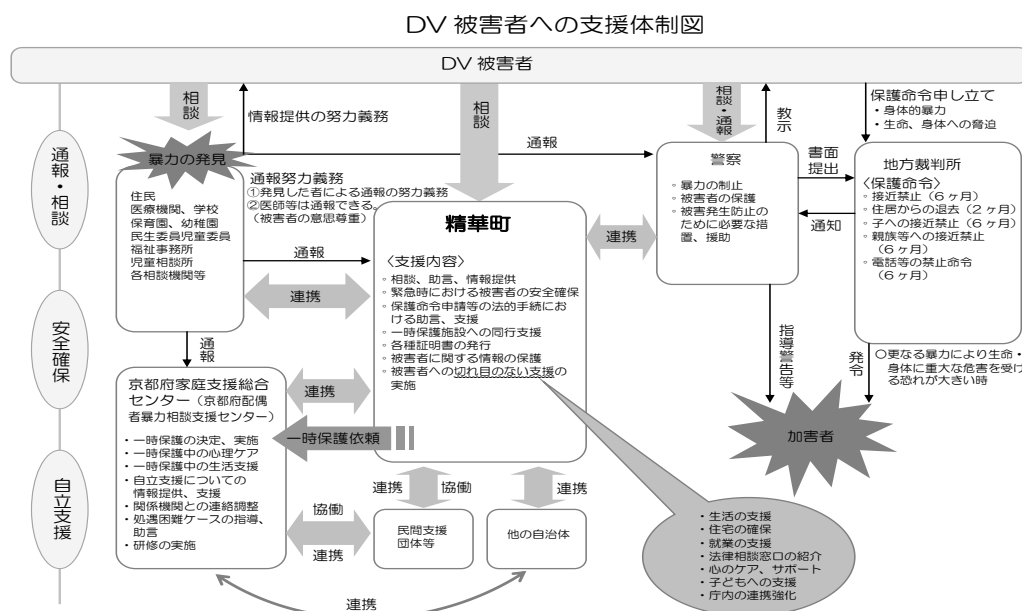 DV 被害者への支援体制図
DV 被害者
通報・相談
安全確保
自立支援
相談
情報提供の努力義務
相談
相談・通報
教示
保護命令申し立て
・身体的暴力
・生命、身体への脅迫
暴力の発見
住民
医療機関、学校
保育園、幼稚園
民生委員児童委員
福祉事務所
児童相談所
各相談機関等
通報
通報努力義務
①発見した者による通報の努力義務
②医師等は通報できる。
(被害者の意思尊重)
通報
連携
通報
精華町
〈支援内容〉
◦ 相談、助言、情報提供
◦ 緊急時における被害者の安全確保
◦ 保護命令申請等の法的手続にお
ける助言、支援
◦ 一時保護施設への同行支援
◦ 各種証明書の発行
◦ 被害者に関する情報の保護
◦ 被害者への切れ目のない支援の
実施
連携
警察
◦ 暴力の制止
◦ 被害者の保護
◦ 被害発生防止の
ために必要な措
置、援助
書面
提出
通知
地方裁判所
〈保護命令〉
◦ 接近禁止（６ヶ月）
◦ 住居からの退去（２ヶ月）
◦ 子への接近禁止（６ヶ月）
◦ 親族等への接近禁止
（６ヶ月）
◦ 電話等の禁止命令
（６ヶ月）
指導警告等
発令
〇更なる暴力により生命・
身体に重大な危害を受け
る恐れが大きい時
加害者
京都府家庭支援総合
センター（京都府配偶
者暴力相談支援センター）
・一時保護の決定、実施
・一時保護中の心理ケア
・一時保護中の生活支援
・自立支援についての
情報提供、支援
・関係機関との連絡調整
・処遇困難ケースの指導、
助言
・研修の実施
連携
一時保護依頼
連携
協働
連携
協働
連携
民間支援
団体等
他の自治体
連携
・生活の支援
・住宅の確保
・就業の支援
・法律相談窓口の紹介
・心のケア、サポート
・子どもへの支援
・庁内の連携強化